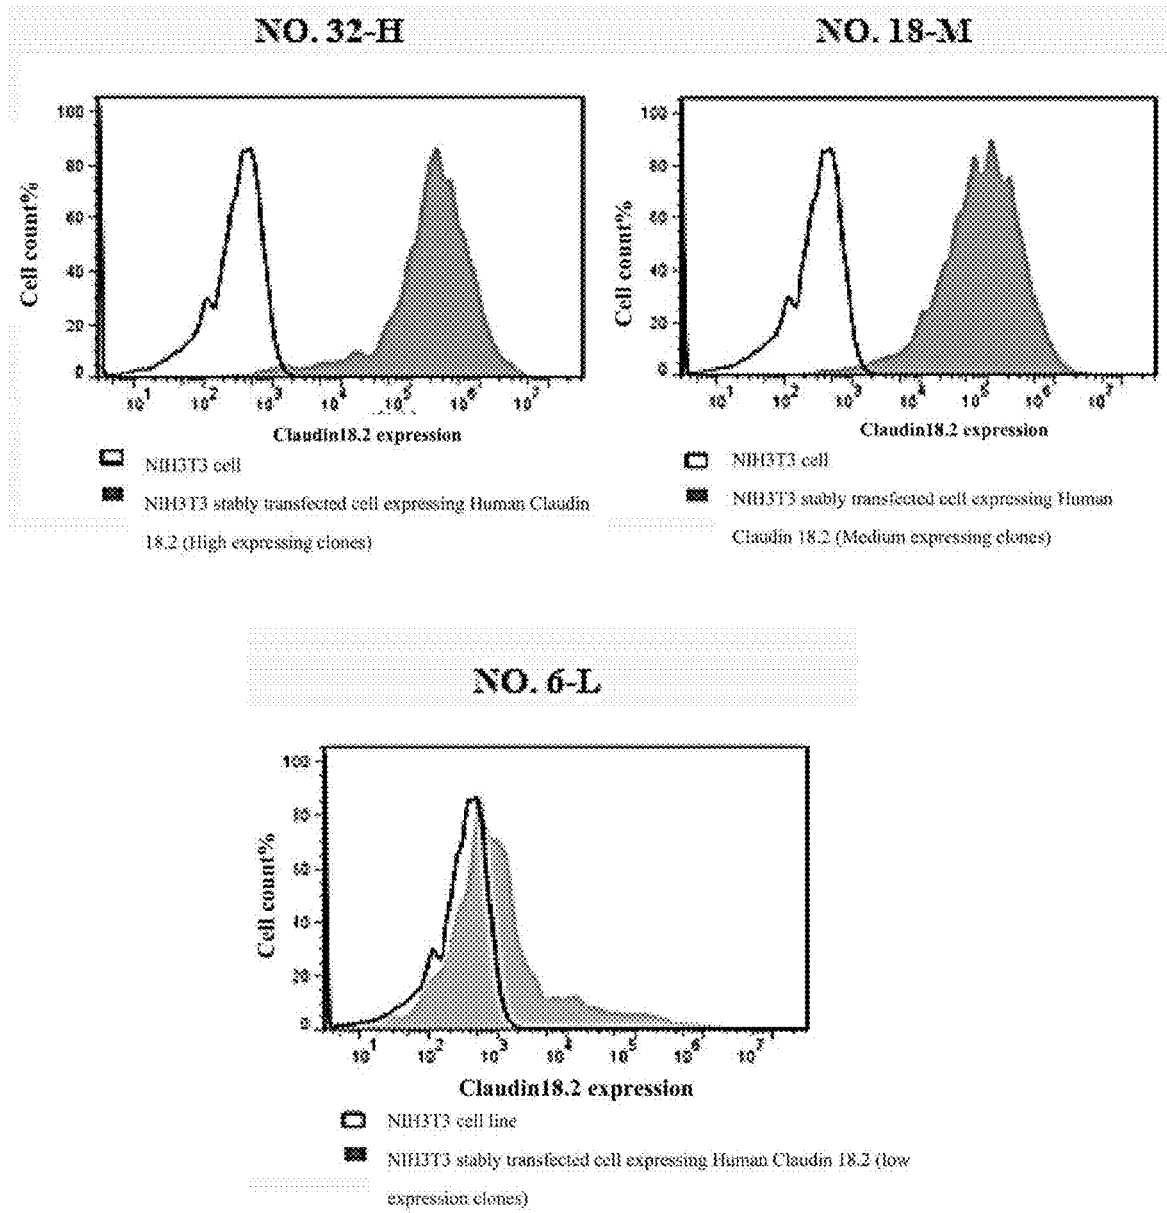 NO. 32-H
100
80
60
40
20
0
Cell count%
10^1 10^2 10^3 10^4 10^5 10^6 10^7
Claudin18.2 expression
NIH3T3 cell
NIH3T3 stably transfected cell expressing Human Claudin
18.2 (High expressing clones)
NO. 18-M
100
80
60
40
20
0
Cell count%
10^1 10^2 10^3 10^4 10^5 10^6 10^7
Claudin18.2 expression
NIH3T3 cell
NIH3T3 stably transfected cell expressing Human
Claudin 18.2 (Medium expressing clones)
NO. 6-L
100
80
60
40
20
0
Cell count%
10^1 10^2 10^3 10^4 10^5 10^6 10^7
Claudin18.2 expression
NIH3T3 cell line
NIH3T3 stably transfected cell expressing Human Claudin 18.2 (low
expression clones)